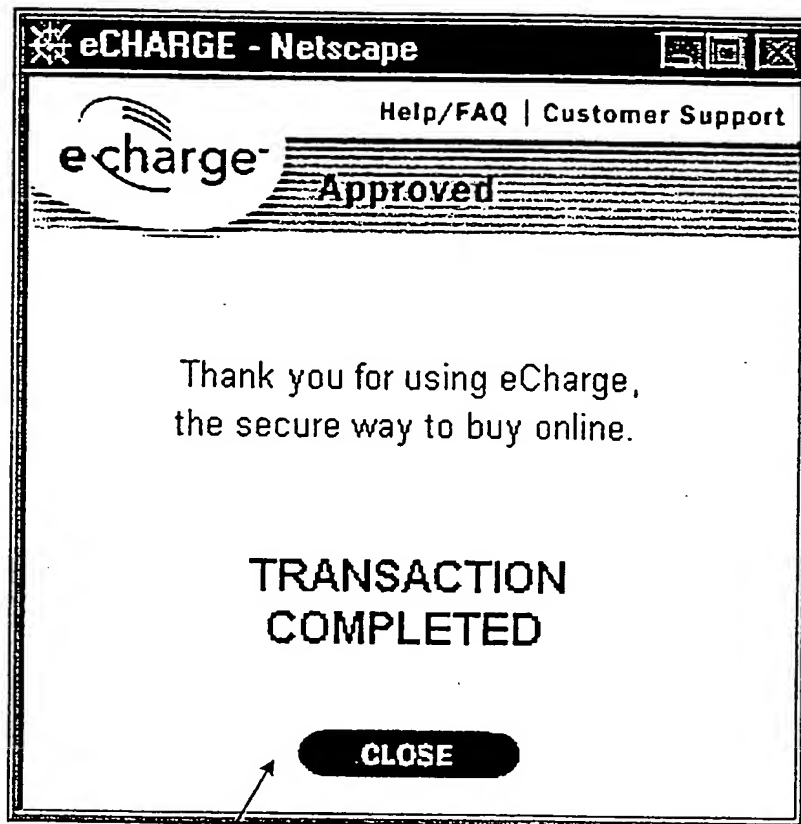 eCHARGE - Netscape
Help/FAQ | Customer Support
echarge
Approved
Thank you for using eCharge,
the secure way to buy online.
TRANSACTION
COMPLETED
CLOSE